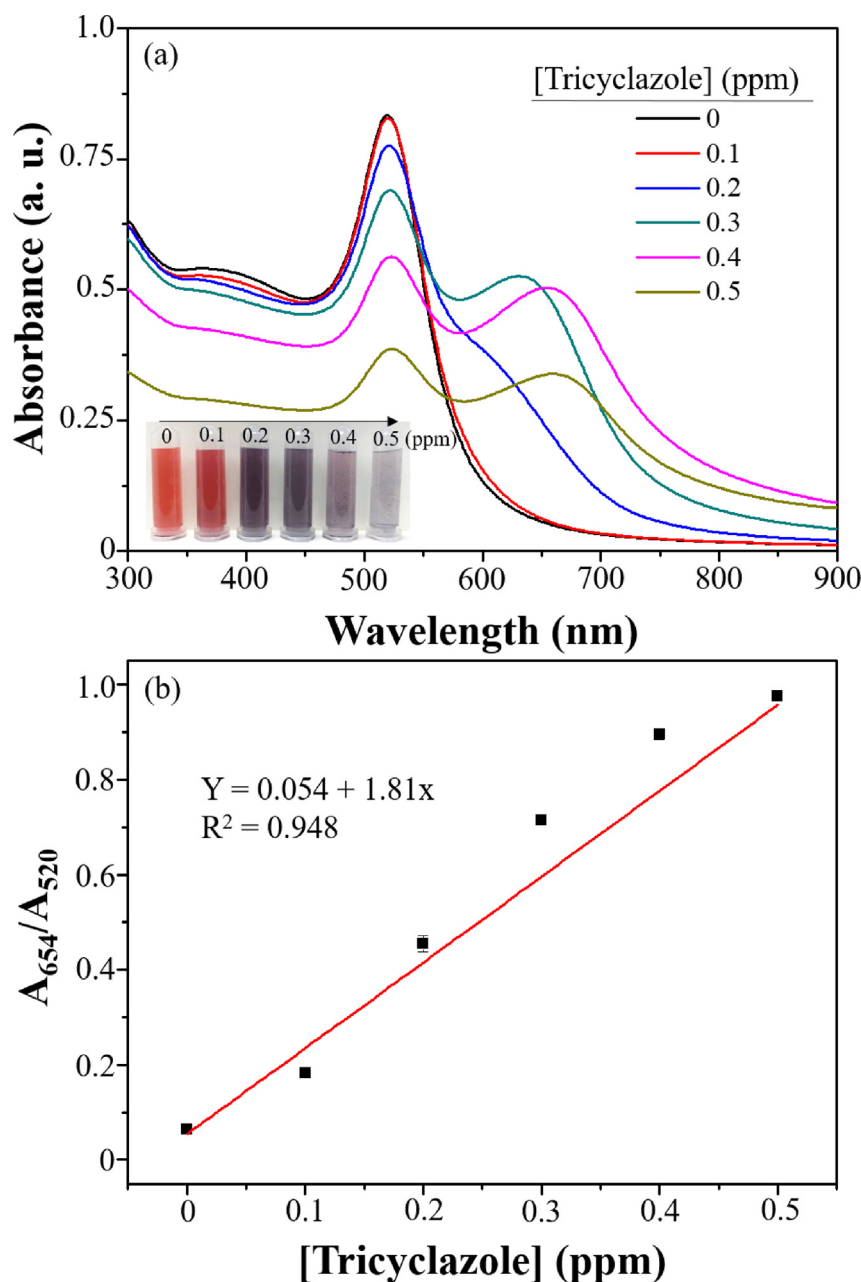 (a)
[Tricyclazole] (ppm)
0
0.1
0.2
0.3
0.4
0.5
1.0
0.75
0.5
0.25
0
Absorbance (a. u.)
0 0.1 0.2 0.3 0.4 0.5 (ppm)
300 400 500 600 700 800 900
Wavelength (nm)
(b)
Y = 0.054 + 1.81x
R² = 0.948
1.0
0.8
0.6
0.4
0.2
0
A₆₅₄/A₅₂₀
0 0.1 0.2 0.3 0.4 0.5
[Tricyclazole] (ppm)